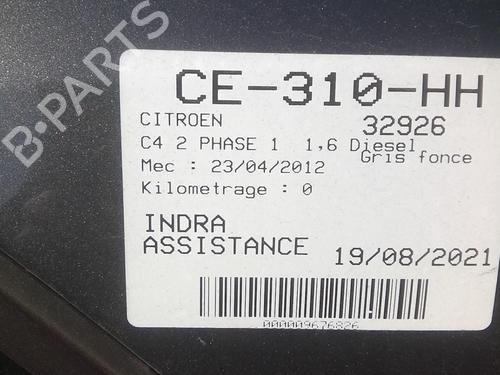 B-PARTS
CE-310-HH
CITROEN 32926
C4 2 PHASE 1 1,6 Diesel
Gris fonce
Mec : 23/04/2012
Kilometrage : 0
INDRA
ASSISTANCE 19/08/2021
000009676826